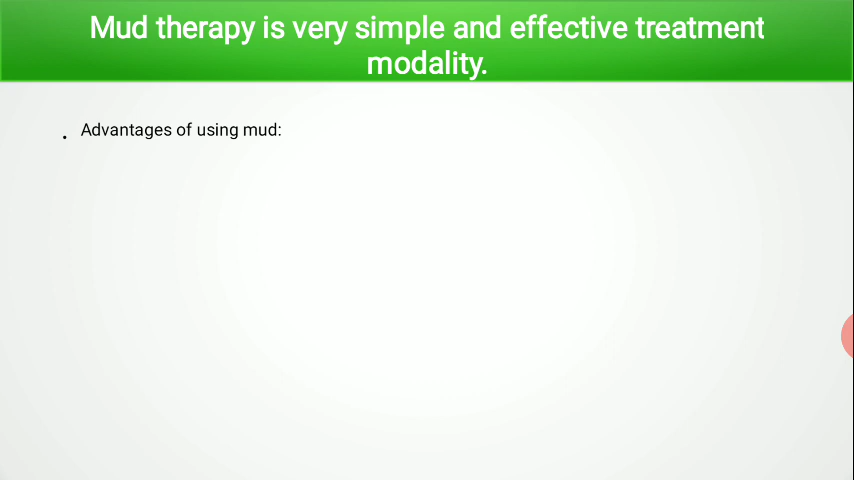 Mud therapy is very simple and effective treatment
modality.
. Advantages of using mud: